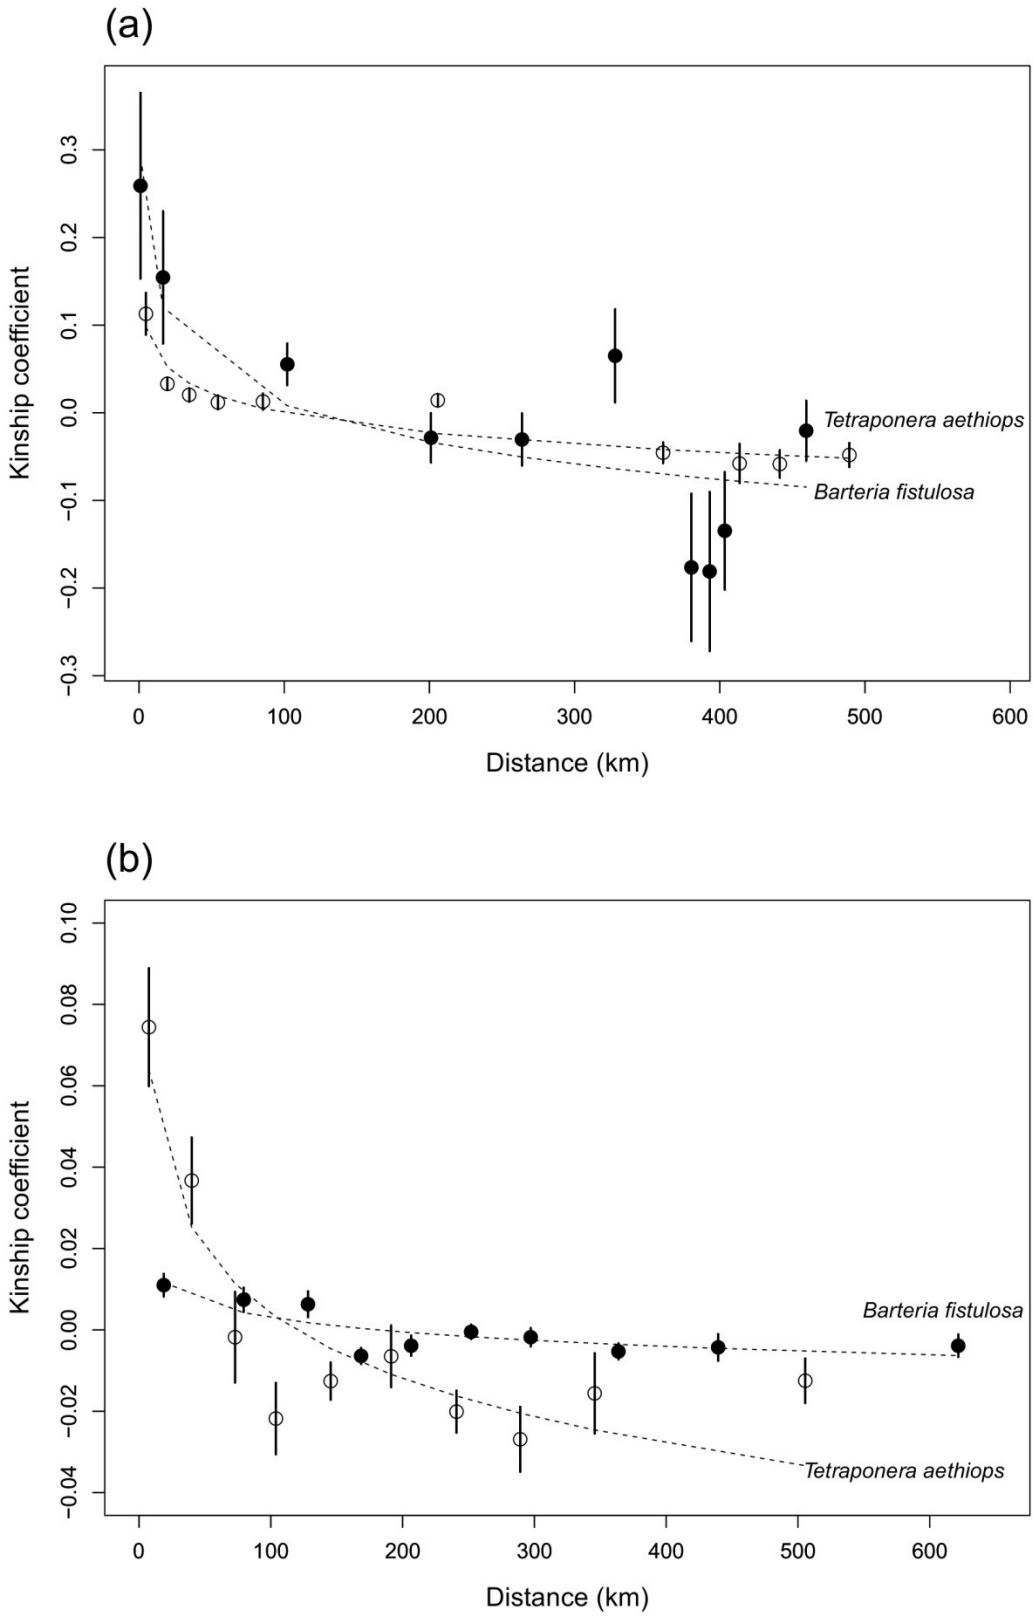 (a)
Kinship coefficient
0.3
0.2
0.1
0.0
−0.1
−0.2
−0.3
Tetraponera aethiops
Barteria fistulosa
0 100 200 300 400 500 600
Distance (km)
(b)
Kinship coefficient
0.10
0.08
0.06
0.04
0.02
0.00
−0.02
−0.04
Barteria fistulosa
Tetraponera aethiops
0 100 200 300 400 500 600
Distance (km)